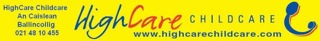 HighCare Childcare
An Caislean
Ballincollig
021 48 10 455
HighCare CHILDCARE
www.highcarechildcare.com